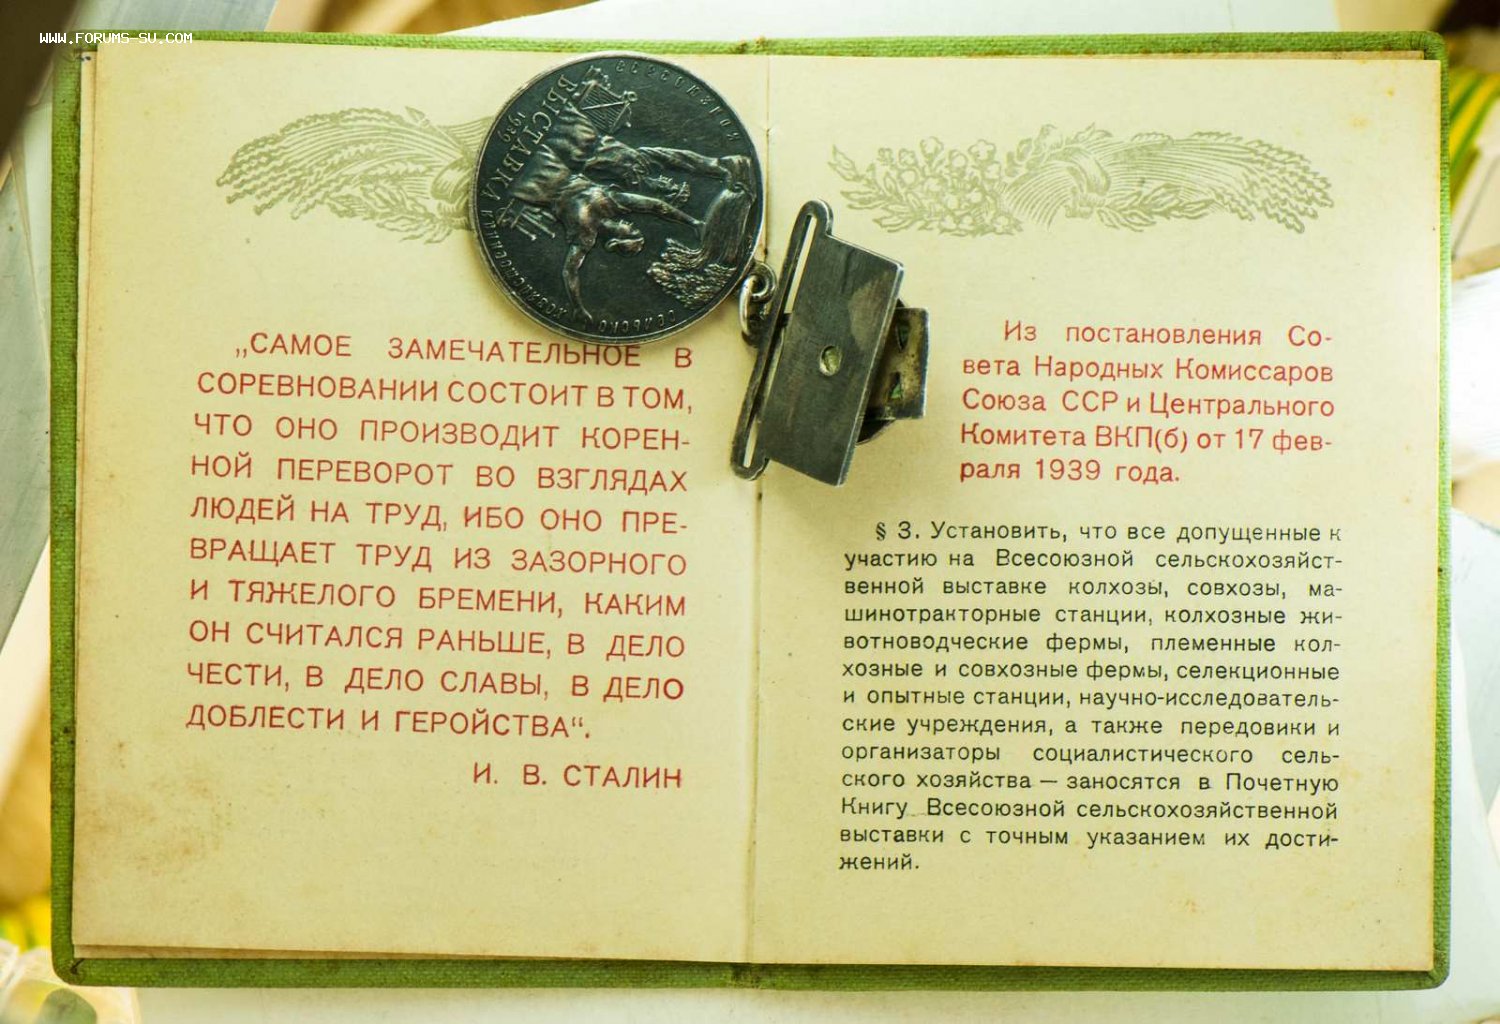 WWW.FORUMS-SU.COM
ВЫСТАВКА
1939
„САМОЕ ЗАМЕЧАТЕЛЬНОЕ В
СОРЕВНОВАНИИ СОСТОИТ В ТОМ,
ЧТО ОНО ПРОИЗВОДИТ КОРЕН-
НОЙ ПЕРЕВОРОТ ВО ВЗГЛЯДАХ
ЛЮДЕЙ НА ТРУД, ИБО ОНО ПРЕ-
ВРАЩАЕТ ТРУД ИЗ ЗАЗОРНОГО
И ТЯЖЕЛОГО БРЕМЕНИ, КАКИМ
ОН СЧИТАЛСЯ РАНЬШЕ, В ДЕЛО
ЧЕСТИ, В ДЕЛО СЛАВЫ, В ДЕЛО
ДОБЛЕСТИ И ГЕРОЙСТВА“.
И. В. СТАЛИН
Из постановления Со-
вета Народных Комиссаров
Союза ССР и Центрального
Комитета ВКП(б) от 17 фев-
раля 1939 года.
§ 3. Установить, что все допущенные к
участию на Всесоюзной сельскохозяйст-
венной выставке колхозы, совхозы, ма-
шинотракторные станции, колхозные жи-
вотноводческие фермы, племенные кол-
хозные и совхозные фермы, селекционные
и опытные станции, научно-исследователь-
ские учреждения, а также передовики и
организаторы социалистического сель-
ского хозяйства — заносятся в Почетную
Книгу Всесоюзной сельскохозяйственной
выставки с точным указанием их дости-
жений.